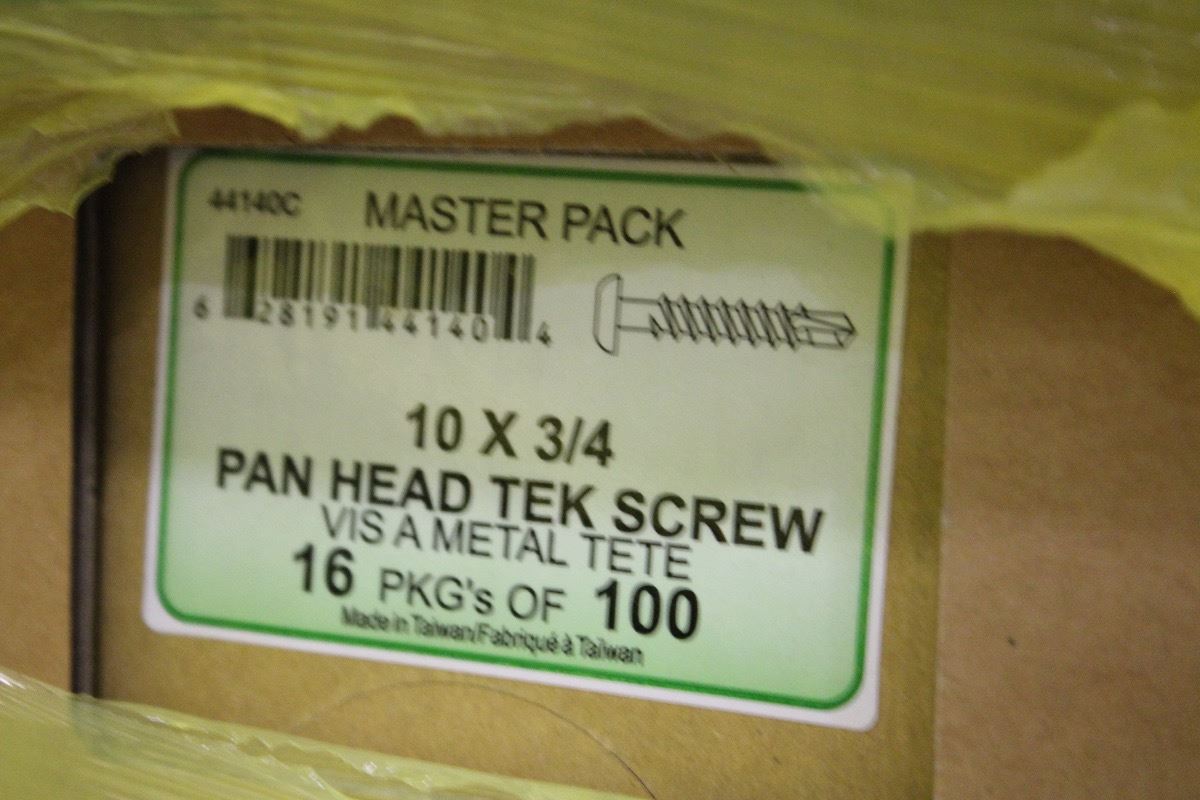 44140C MASTER PACK
6 28191 44140 4
10 X 3/4
PAN HEAD TEK SCREW
VIS A METAL TETE
16 PKG's OF 100
Made in Taiwan/Fabriqué à Taïwan